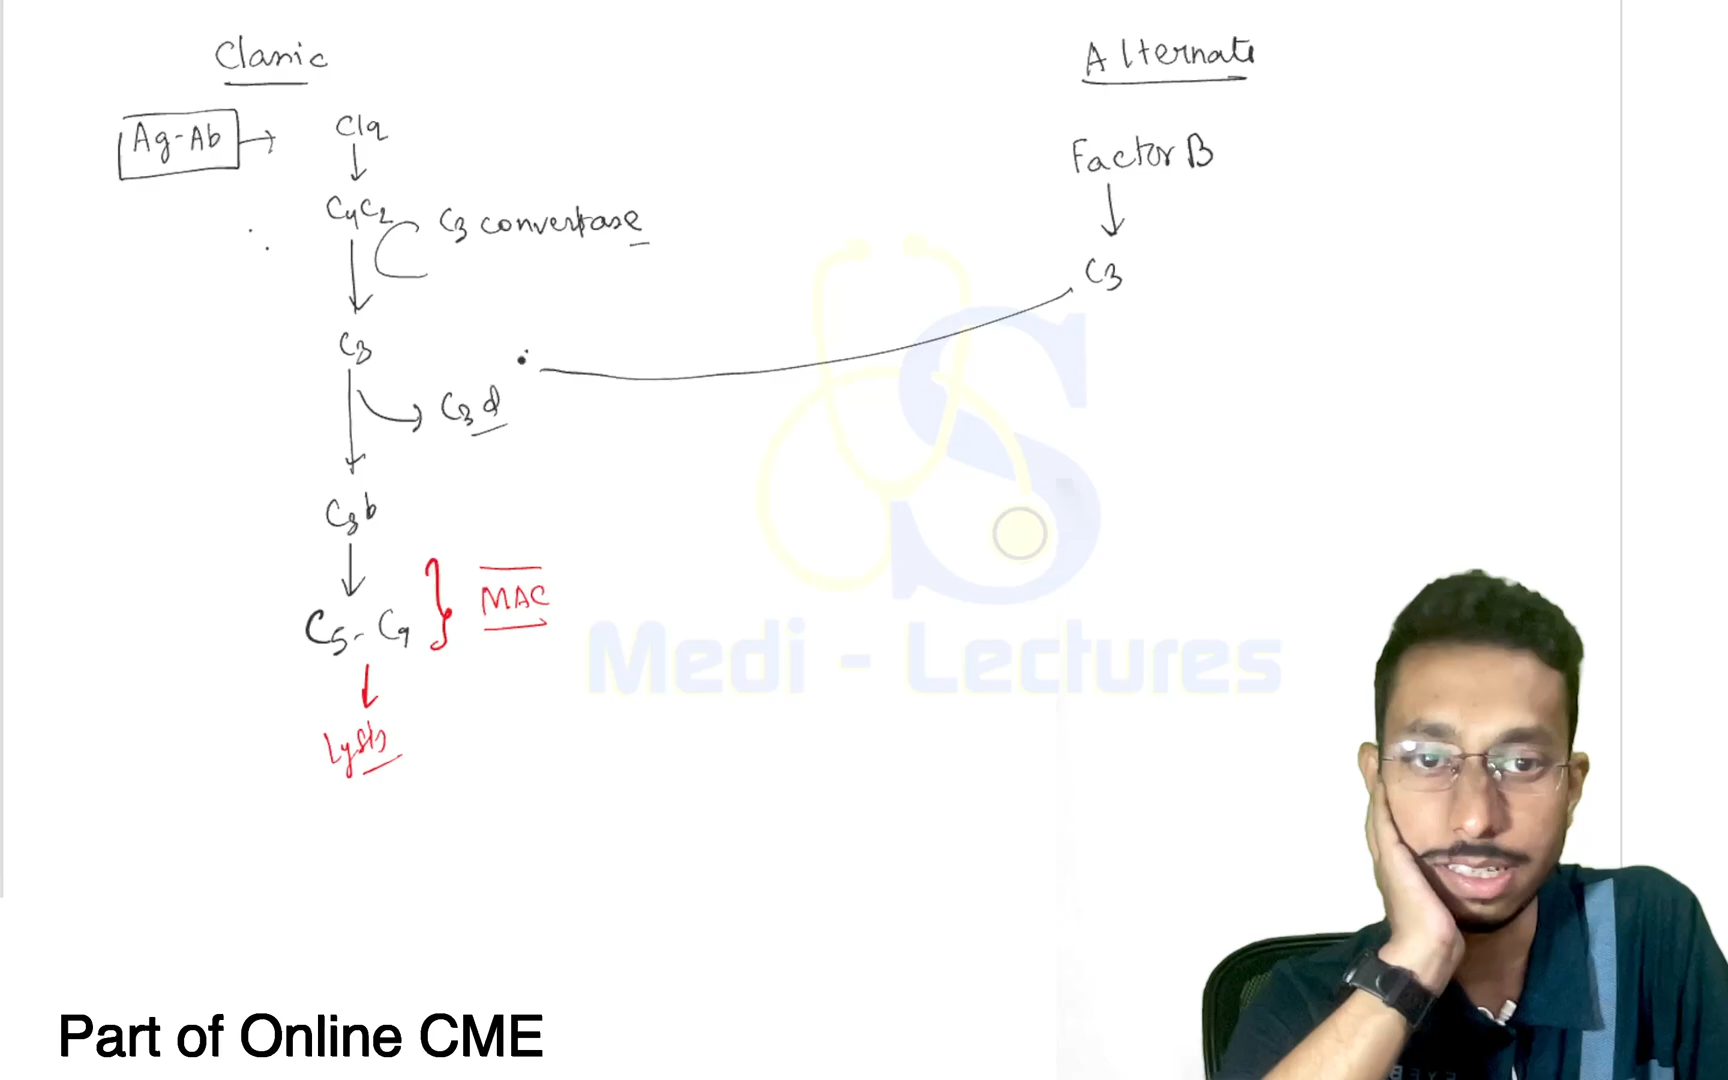 Classic
Alternate
Ag-Ab
C1q
Factor B
C4C2
C3 convertase
C3
C3
C3d
C3b
C5-C9
MAC
Lysis
Medi - Lectures
Part of Online CME